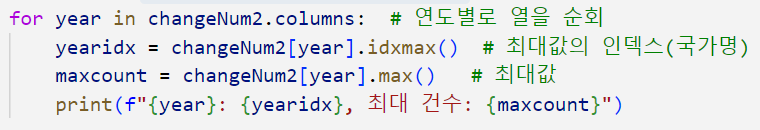 for year in changeNum2.columns:  # 연도별로 열을 순회
    yearidx = changeNum2[year].idxmax()  # 최대값의 인덱스(국가명)
    maxcount = changeNum2[year].max()   # 최대값
    print(f"{year}: {yearidx}, 최대 건수: {maxcount}")